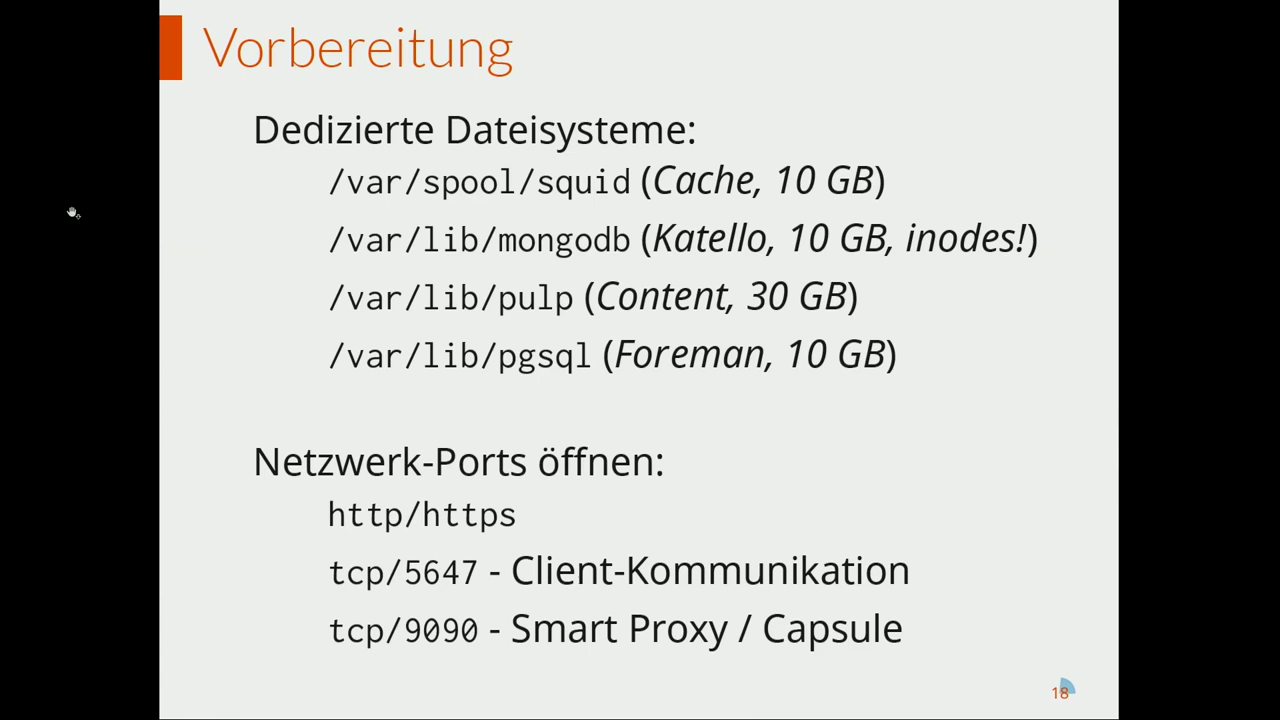 Vorbereitung
Dedizierte Dateisysteme:
/var/spool/squid (Cache, 10 GB)
/var/lib/mongodb (Katello, 10 GB, inodes!)
/var/lib/pulp (Content, 30 GB)
/var/lib/pgsql (Foreman, 10 GB)
Netzwerk-Ports öffnen:
http/https
tcp/5647 - Client-Kommunikation
tcp/9090 - Smart Proxy / Capsule
18